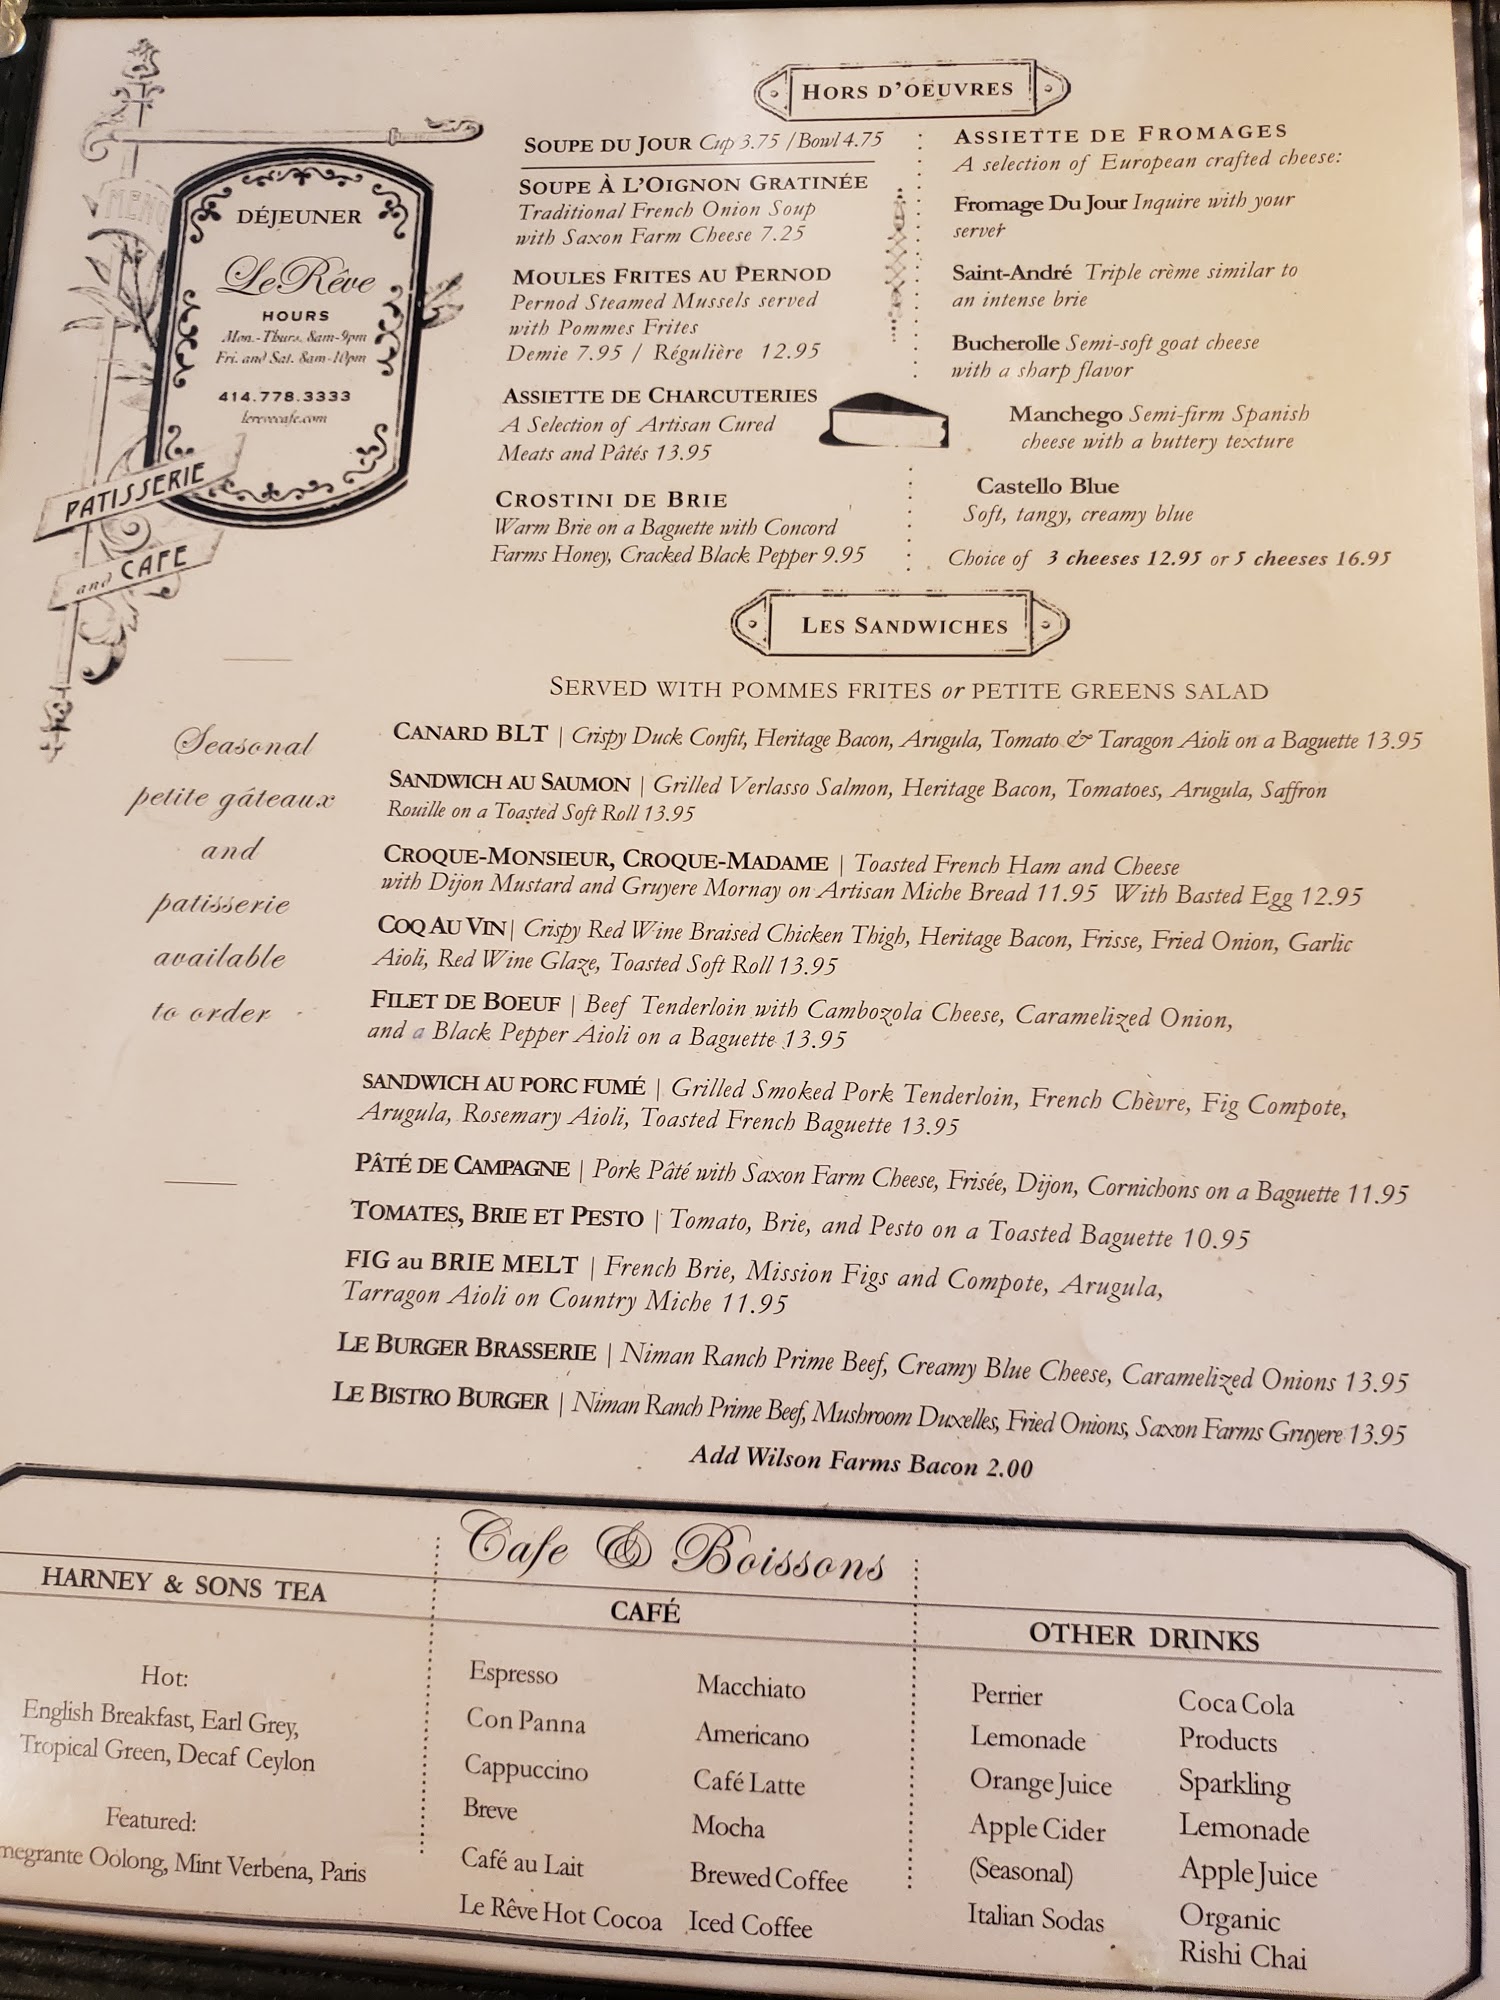 MENU
DÉJEUNER
Le Rêve
HOURS
Mon.-Thurs. 8am-9pm
Fri. and Sat. 8am-10pm
414.778.3333
lerevecafe.com
PATISSERIE
and CAFE
Seasonal
petite gáteaux
and
patisserie
available
to order
HORS D'OEUVRES
SOUPE DU JOUR Cup 3.75 / Bowl 4.75
SOUPE À L'OIGNON GRATINÉE
Traditional French Onion Soup
with Saxon Farm Cheese 7.25
MOULES FRITES AU PERNOD
Pernod Steamed Mussels served
with Pommes Frites
Demie 7.95 / Régulière 12.95
ASSIETTE DE CHARCUTERIES
A Selection of Artisan Cured
Meats and Pâtés 13.95
CROSTINI DE BRIE
Warm Brie on a Baguette with Concord
Farms Honey, Cracked Black Pepper 9.95
ASSIETTE DE FROMAGES
A selection of European crafted cheese:
Fromage Du Jour Inquire with your
server
Saint-André Triple crème similar to
an intense brie
Bucherolle Semi-soft goat cheese
with a sharp flavor
Manchego Semi-firm Spanish
cheese with a buttery texture
Castello Blue
Soft, tangy, creamy blue
Choice of 3 cheeses 12.95 or 5 cheeses 16.95
LES SANDWICHES
SERVED WITH POMMES FRITES or PETITE GREENS SALAD
CANARD BLT | Crispy Duck Confit, Heritage Bacon, Arugula, Tomato & Taragon Aioli on a Baguette 13.95
SANDWICH AU SAUMON | Grilled Verlasso Salmon, Heritage Bacon, Tomatoes, Arugula, Saffron
Rouille on a Toasted Soft Roll 13.95
CROQUE-MONSIEUR, CROQUE-MADAME | Toasted French Ham and Cheese
with Dijon Mustard and Gruyere Mornay on Artisan Miche Bread 11.95 With Basted Egg 12.95
COQ AU VIN | Crispy Red Wine Braised Chicken Thigh, Heritage Bacon, Frisse, Fried Onion, Garlic
Aioli, Red Wine Glaze, Toasted Soft Roll 13.95
FILET DE BOEUF | Beef Tenderloin with Cambozola Cheese, Caramelized Onion,
and a Black Pepper Aioli on a Baguette 13.95
SANDWICH AU PORC FUMÉ | Grilled Smoked Pork Tenderloin, French Chèvre, Fig Compote,
Arugula, Rosemary Aioli, Toasted French Baguette 13.95
PÂTÉ DE CAMPAGNE | Pork Pâté with Saxon Farm Cheese, Frisée, Dijon, Cornichons on a Baguette 11.95
TOMATES, BRIE ET PESTO | Tomato, Brie, and Pesto on a Toasted Baguette 10.95
FIG au BRIE MELT | French Brie, Mission Figs and Compote, Arugula,
Tarragon Aioli on Country Miche 11.95
LE BURGER BRASSERIE | Niman Ranch Prime Beef, Creamy Blue Cheese, Caramelized Onions 13.95
LE BISTRO BURGER | Niman Ranch Prime Beef, Mushroom Duxelles, Fried Onions, Saxon Farms Gruyere 13.95
Add Wilson Farms Bacon 2.00
Cafe & Boissons
HARNEY & SONS TEA
Hot:
English Breakfast, Earl Grey,
Tropical Green, Decaf Ceylon
Featured:
Oolong, Mint Verbena, Paris
CAFÉ
Espresso
Con Panna
Cappuccino
Breve
Café au Lait
Le Rêve Hot Cocoa
Macchiato
Americano
Café Latte
Mocha
Brewed Coffee
Iced Coffee
OTHER DRINKS
Perrier
Lemonade
Orange Juice
Apple Cider
(Seasonal)
Italian Sodas
Coca Cola
Products
Sparkling
Lemonade
Apple Juice
Organic
Rishi Chai